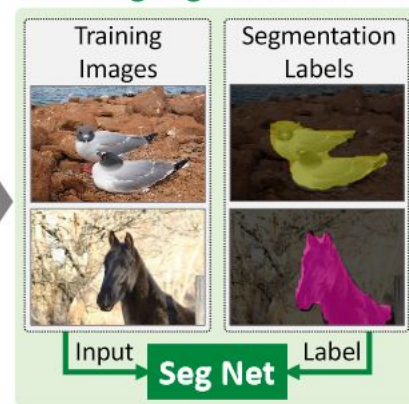 Training
Images
Segmentation
Labels
Input
Label
Seg Net